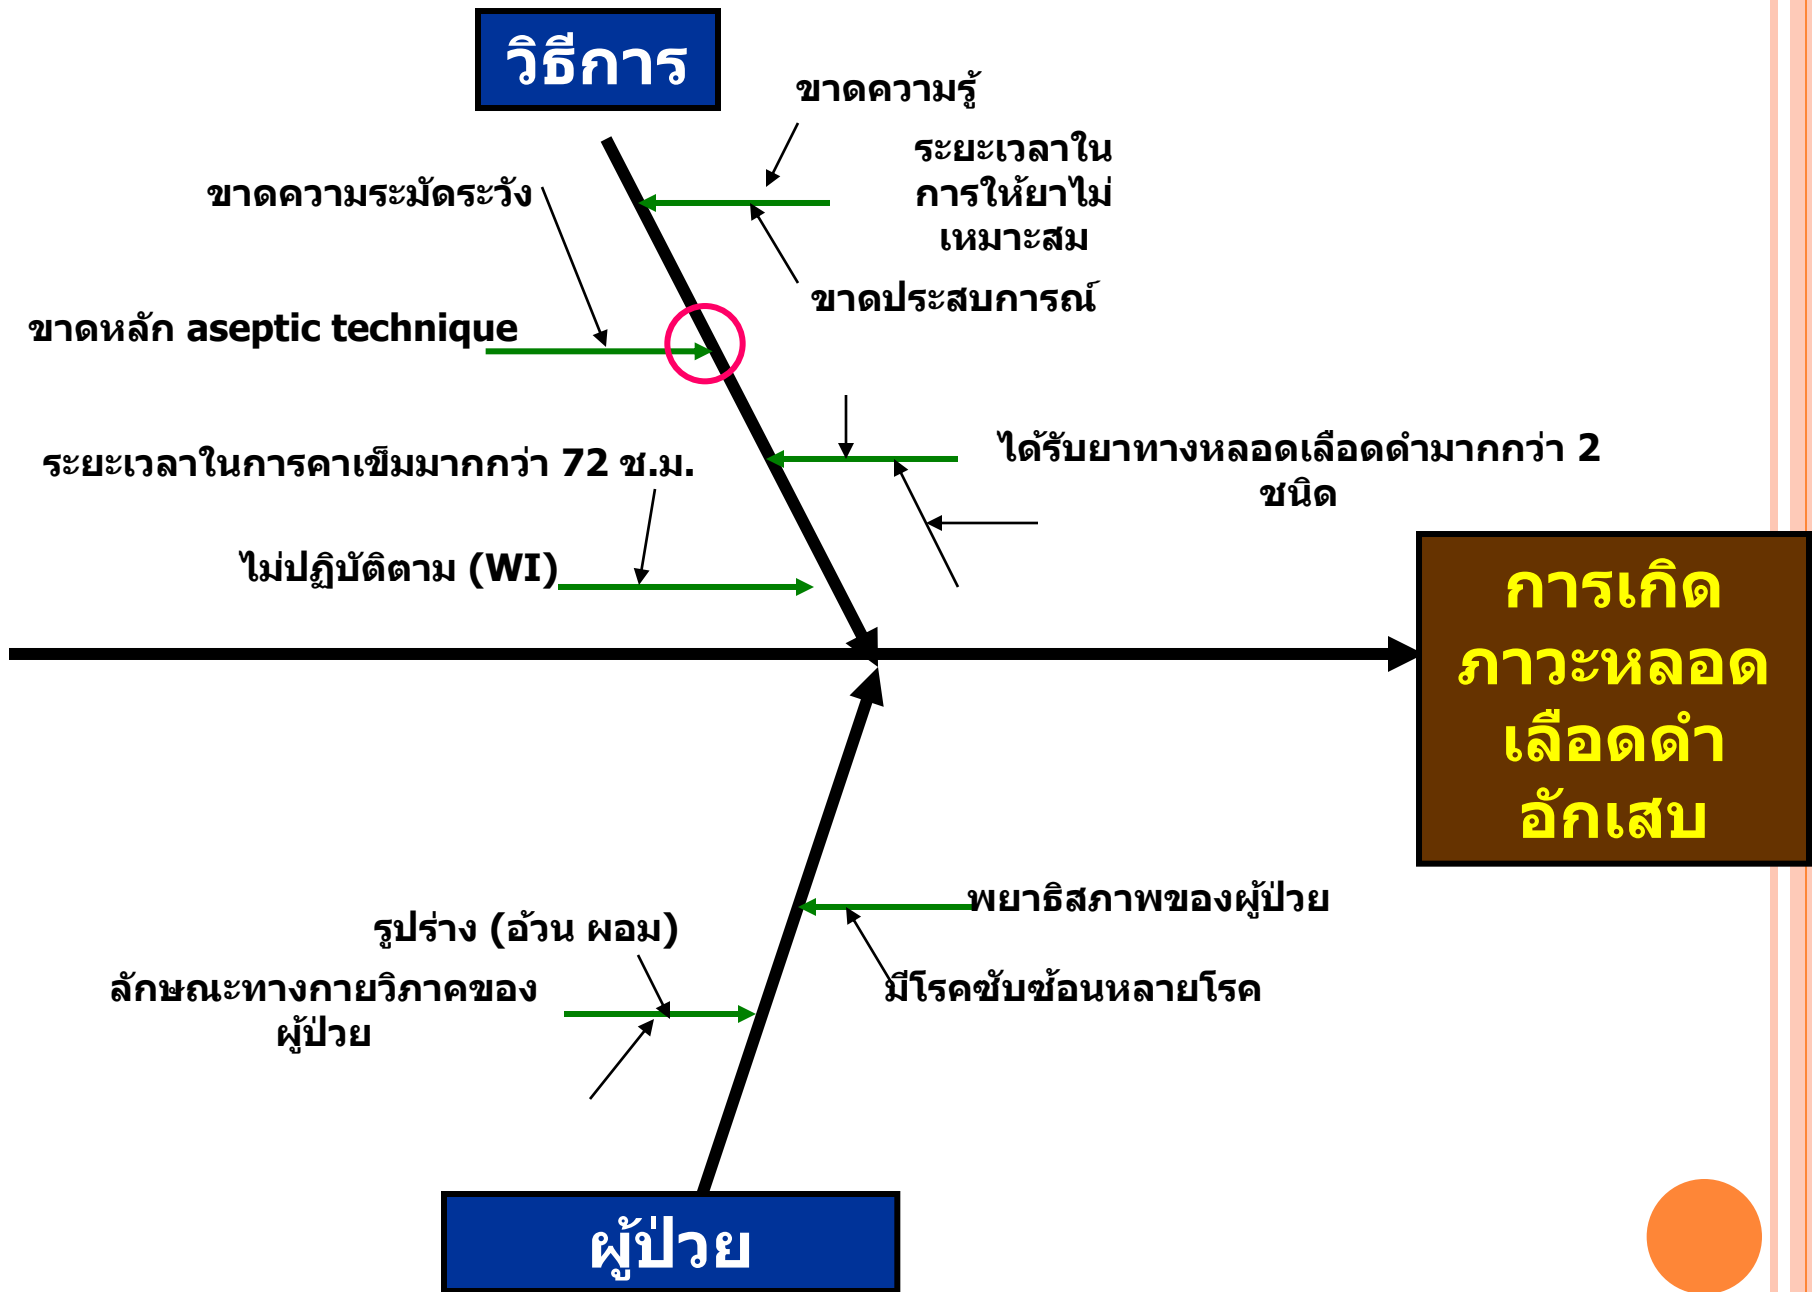 วิธีการ
ขาดความรู้
ระยะเวลาใน
การให้ยาไม่
เหมาะสม
ขาดความระมัดระวัง
ขาดประสบการณ์
ขาดหลัก aseptic technique
ได้รับยาทางหลอดเลือดดำมากกว่า 2
ชนิด
ระยะเวลาในการคาเข็มมากกว่า 72 ช.ม.
ไม่ปฏิบัติตาม (WI)
การเกิด
ภาวะหลอด
เลือดดำ
อักเสบ
พยาธิสภาพของผู้ป่วย
รูปร่าง (อ้วน ผอม)
ลักษณะทางกายวิภาคของ
ผู้ป่วย
มีโรคซับซ้อนหลายโรค
ผู้ป่วย